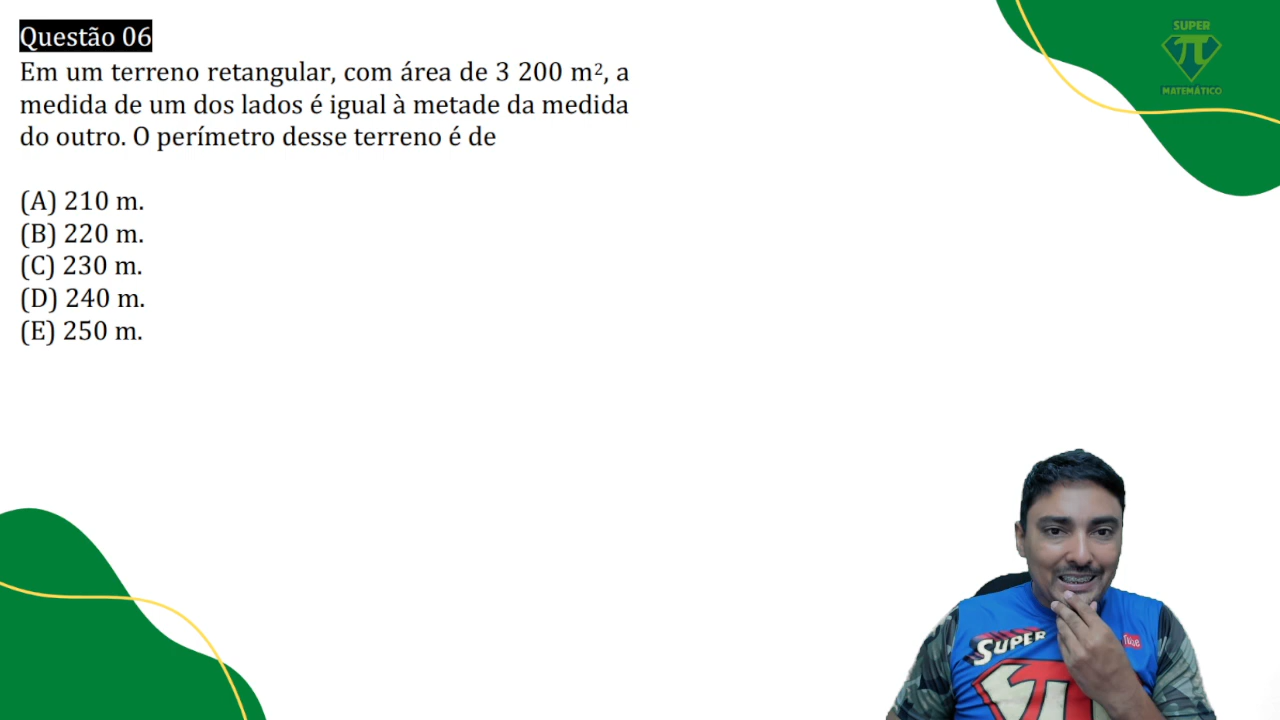 Questão 06
Em um terreno retangular, com área de 3 200 m², a
medida de um dos lados é igual à metade da medida
do outro. O perímetro desse terreno é de
(A) 210 m.
(B) 220 m.
(C) 230 m.
(D) 240 m.
(E) 250 m.
SUPER
π
MATEMÁTICO
SUPER
π